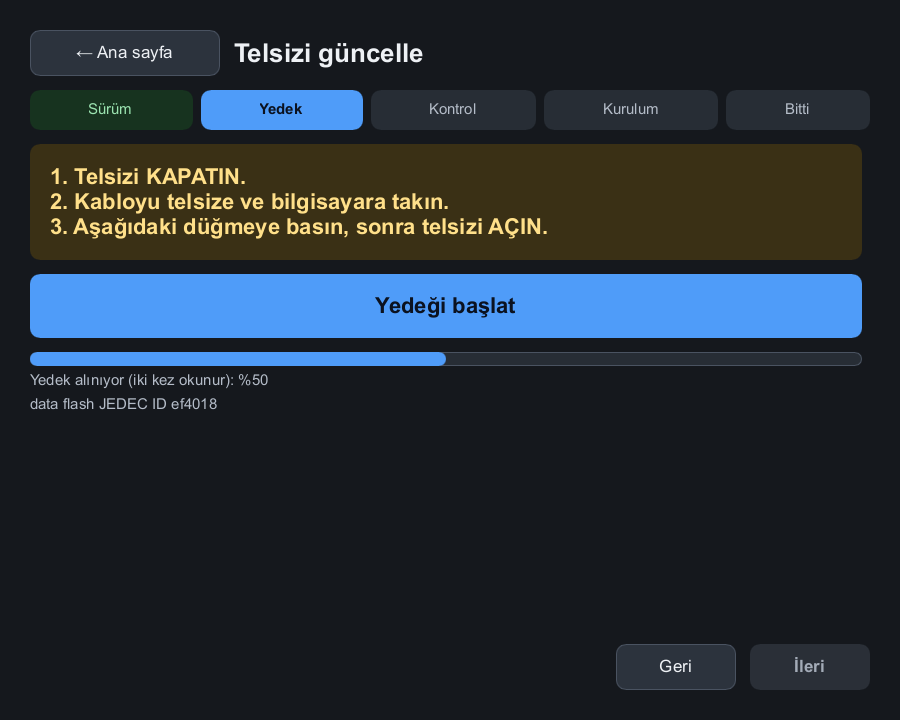 ← Ana sayfa
Telsizi güncelle
Sürüm
Yedek
Kontrol
Kurulum
Bitti
1. Telsizi KAPATIN.
2. Kabloyu telsize ve bilgisayara takın.
3. Aşağıdaki düğmeye basın, sonra telsizi AÇIN.
Yedeği başlat
Yedek alınıyor (iki kez okunur): %50
data flash JEDEC ID ef4018
Geri
İleri